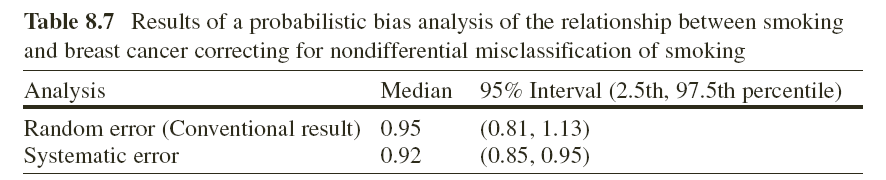 Table 8.7 Results of a probabilistic bias analysis of the relationship between smoking
and breast cancer correcting for nondifferential misclassification of smoking
Analysis Median 95% Interval (2.5th, 97.5th percentile)
Random error (Conventional result) 0.95 (0.81, 1.13)
Systematic error 0.92 (0.85, 0.95)